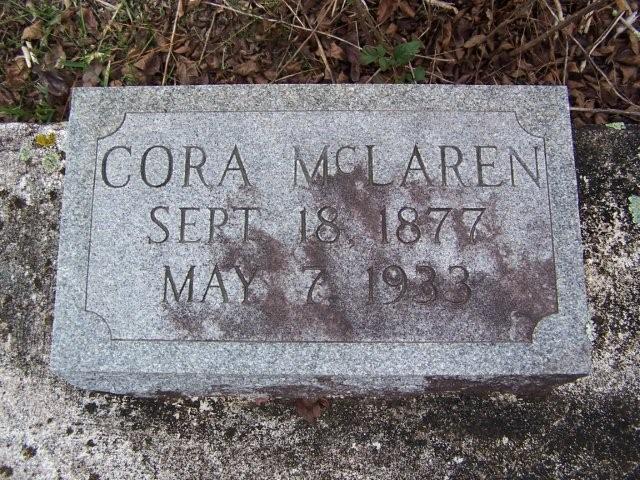 CORA McLAREN
SEPT. 18, 1877
MAY 7, 1933